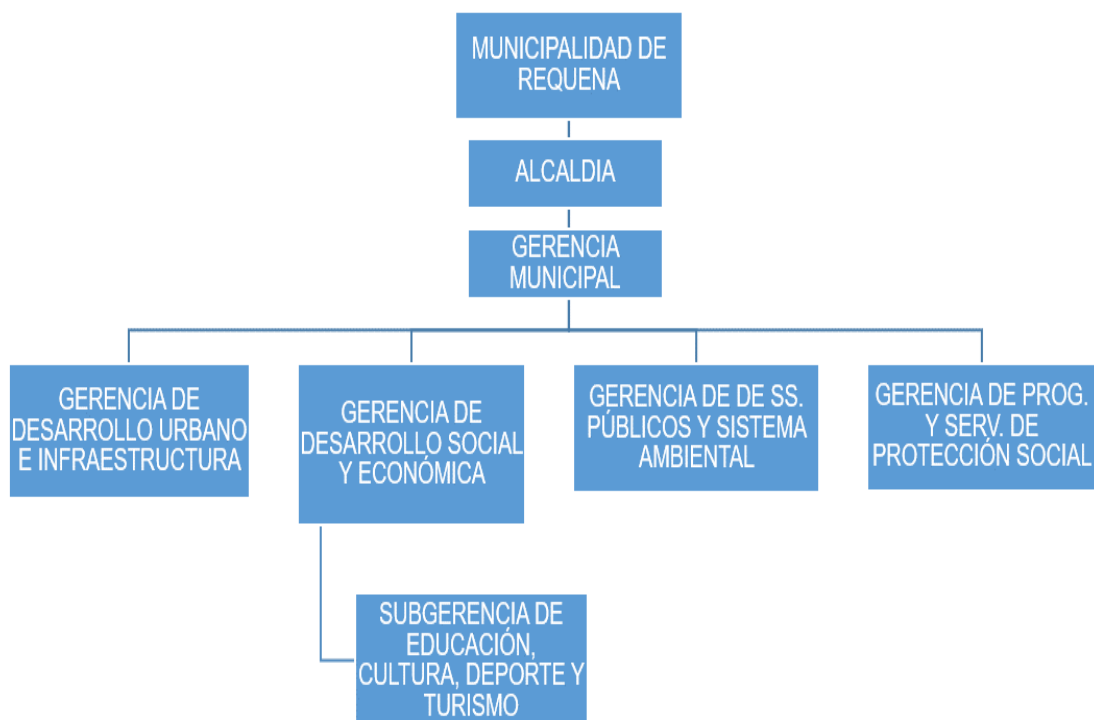 MUNICIPALIDAD DE
REQUENA
ALCALDIA
GERENCIA
MUNICIPAL
GERENCIA DE
DESARROLLO URBANO
E INFRAESTRUCTURA
GERENCIA DE
DESARROLLO SOCIAL
Y ECONÓMICA
GERENCIA DE DE SS.
PÚBLICOS Y SISTEMA
AMBIENTAL
GERENCIA DE PROG.
Y SERV. DE
PROTECCIÓN SOCIAL
SUBGERENCIA DE
EDUCACIÓN,
CULTURA, DEPORTE Y
TURISMO